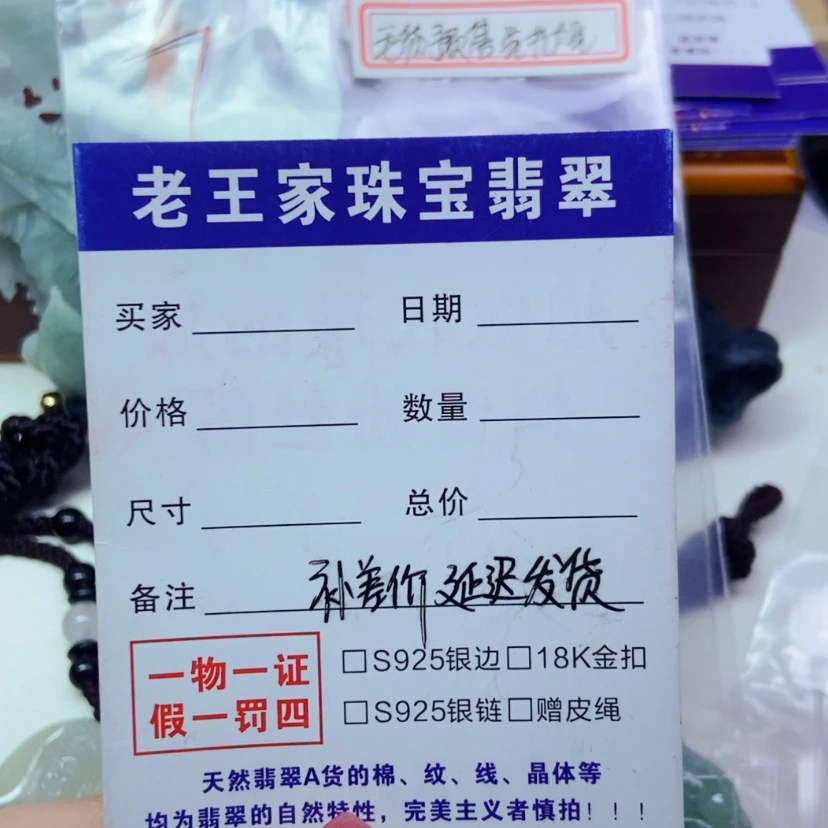 老王家珠宝翡翠
买家 日期
价格 数量
尺寸 总价
备注 补差价延迟发货
一物一证
假一罚四
□S925银边□18K金扣
□S925银链□赠皮绳
天然翡翠A货的棉、纹、线、晶体等
均为翡翠的自然特性，完美主义者慎拍！！！